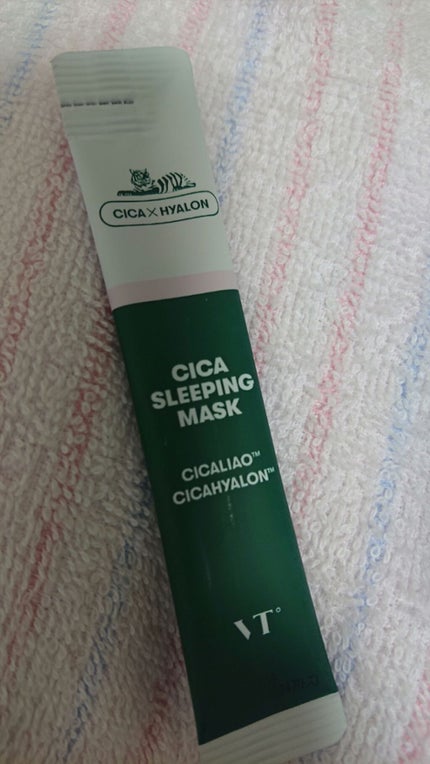 CICA×HYALON
CICA
SLEEPING
MASK
CICALIAO™
CICAHYALON™
VT°